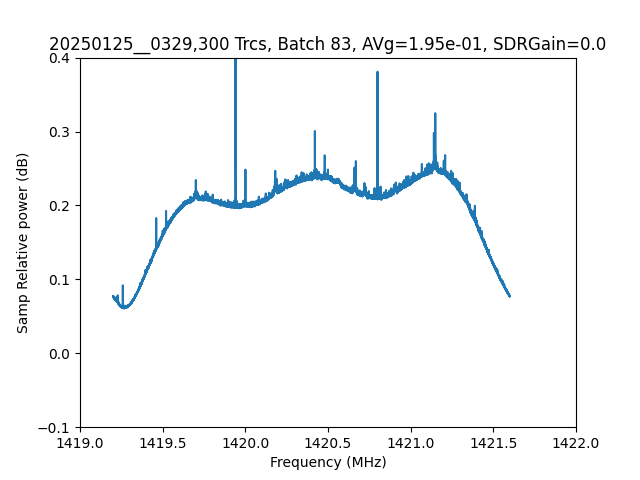 20250125__0329,300 Trcs, Batch 83, AVg=1.95e-01, SDRGain=0.0
0.4
0.3
0.2
0.1
0.0
−0.1
Samp Relative power (dB)
1419.0 1419.5 1420.0 1420.5 1421.0 1421.5 1422.0
Frequency (MHz)